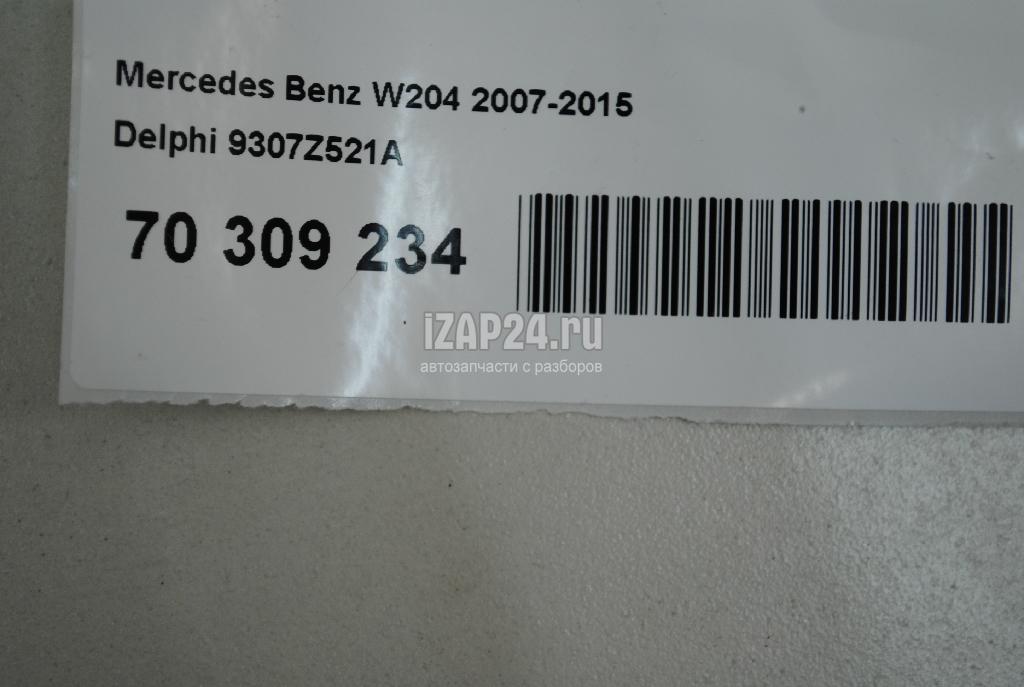 Mercedes Benz W204 2007-2015
Delphi 9307Z521A
70 309 234
iZAP24.ru
автозапчасти с разборов